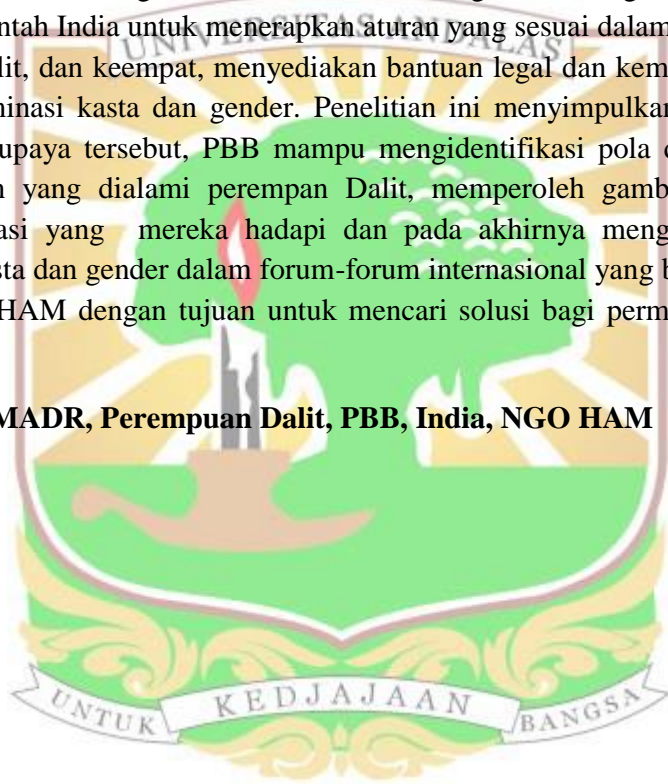 ntah India untuk menerapkan aturan yang sesuai dalam
UNIVERSITAS ANDALAS
lit, dan keempat, menyediakan bantuan legal dan kem
minasi kasta dan gender. Penelitian ini menyimpulkan
upaya tersebut, PBB mampu mengidentifikasi pola
yang dialami perempan Dalit, memperoleh gamb
asi yang mereka hadapi dan pada akhirnya meng
sta dan gender dalam forum-forum internasional yang b
HAM dengan tujuan untuk mencari solusi bagi perm
MADR, Perempuan Dalit, PBB, India, NGO HAM
UNTUK KEDJAJAAN BANGSA